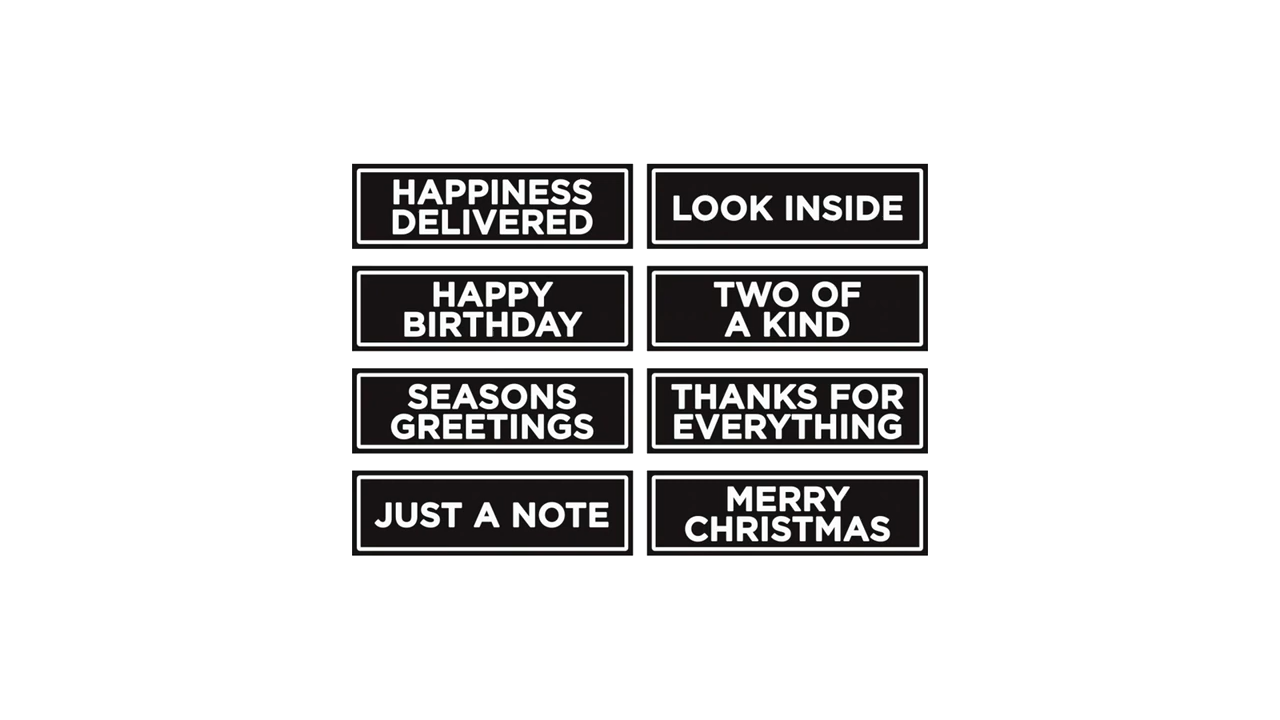 HAPPINESS
DELIVERED
LOOK INSIDE
HAPPY
BIRTHDAY
TWO OF
A KIND
SEASONS
GREETINGS
THANKS FOR
EVERYTHING
JUST A NOTE
MERRY
CHRISTMAS